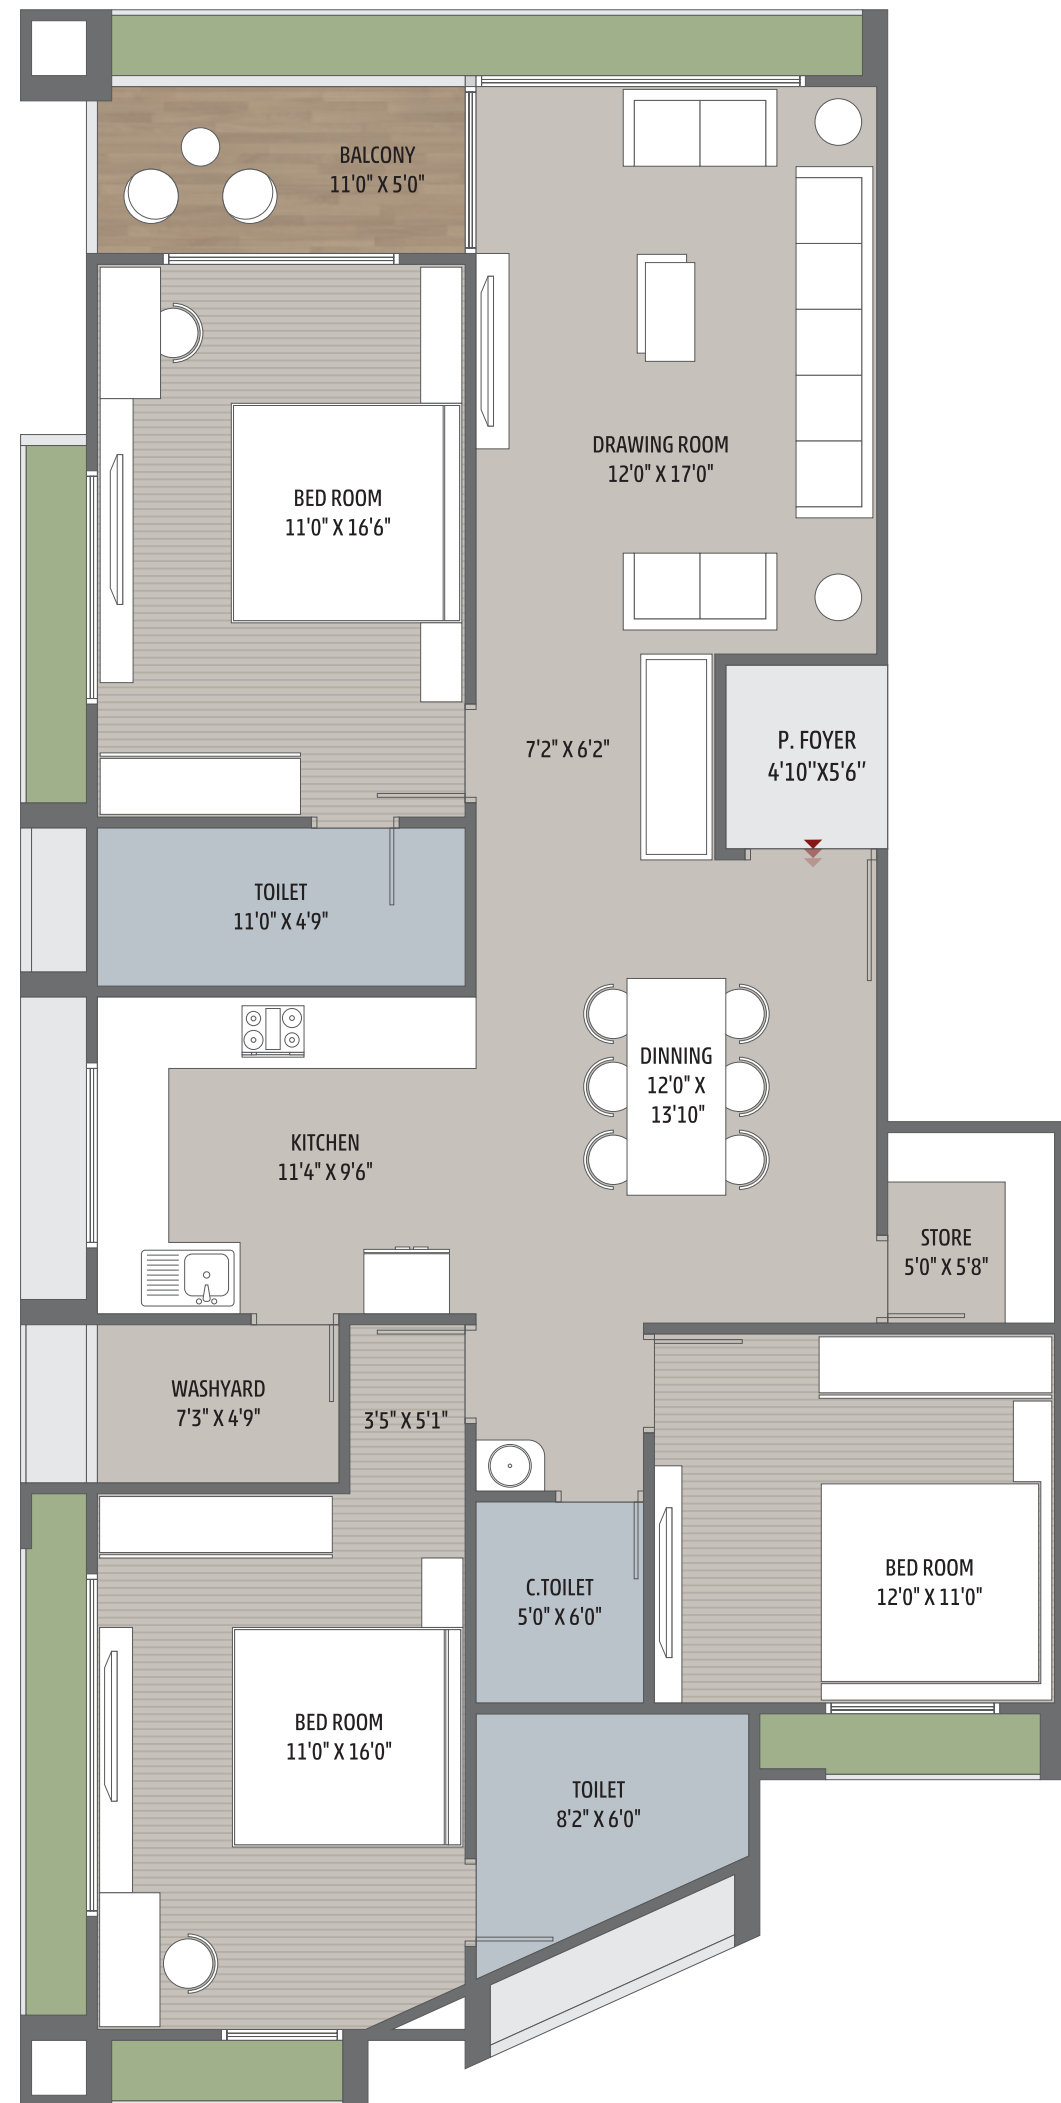 BALCONY
11'0" X 5'0"
DRAWING ROOM
12'0" X 17'0"
BED ROOM
11'0" X 16'6"
7'2" X 6'2"
P. FOYER
4'10"X5'6"
TOILET
11'0" X 4'9"
DINNING
12'0" X
13'10"
KITCHEN
11'4" X 9'6"
STORE
5'0" X 5'8"
WASHYARD
7'3" X 4'9"
3'5" X 5'1"
C.TOILET
5'0" X 6'0"
BED ROOM
12'0" X 11'0"
BED ROOM
11'0" X 16'0"
TOILET
8'2" X 6'0"